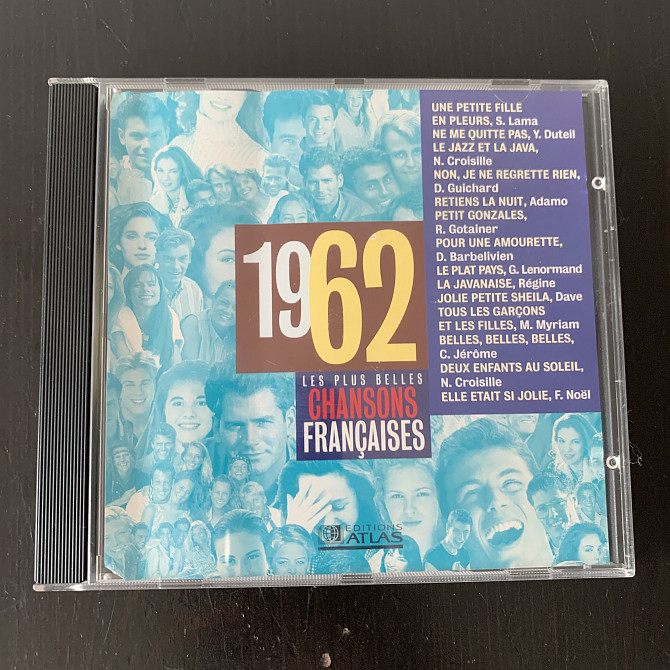 UNE PETITE FILLE
EN PLEURS, S. Lama
NE ME QUITTE PAS, Y. Duteil
LE JAZZ ET LA JAVA,
N. Croisille
NON, JE NE REGRETTE RIEN,
D. Guichard
RETIENS LA NUIT, Adamo
PETIT GONZALES,
R. Gotainer
POUR UNE AMOURETTE,
D. Barbelivien
LE PLAT PAYS, G. Lenormand
LA JAVANAISE, Régine
JOLIE PETITE SHEILA, Dave
TOUS LES GARÇONS
ET LES FILLES, M. Myriam
BELLES, BELLES, BELLES,
C. Jérôme
DEUX ENFANTS AU SOLEIL,
N. Croisille
ELLE ETAIT SI JOLIE, F. Noël
1962
LES PLUS BELLES
CHANSONS
FRANÇAISES
EDITIONS
ATLAS